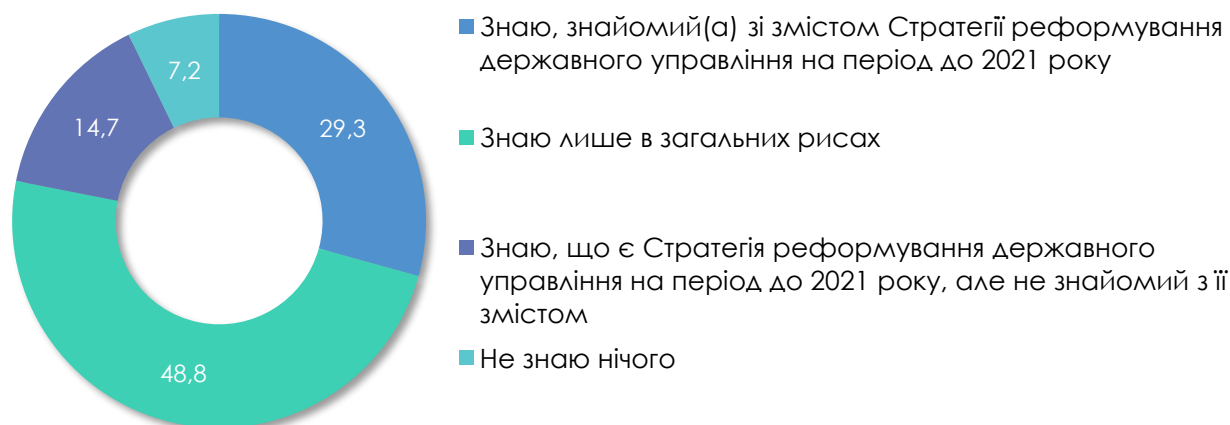 7,2
14,7
29,3
48,8
Знаю, знайомий(а) зі змістом Стратегії реформування
державного управління на період до 2021 року
Знаю лише в загальних рисах
Знаю, що є Стратегія реформування державного
управління на період до 2021 року, але не знайомий з її
змістом
Не знаю нічого